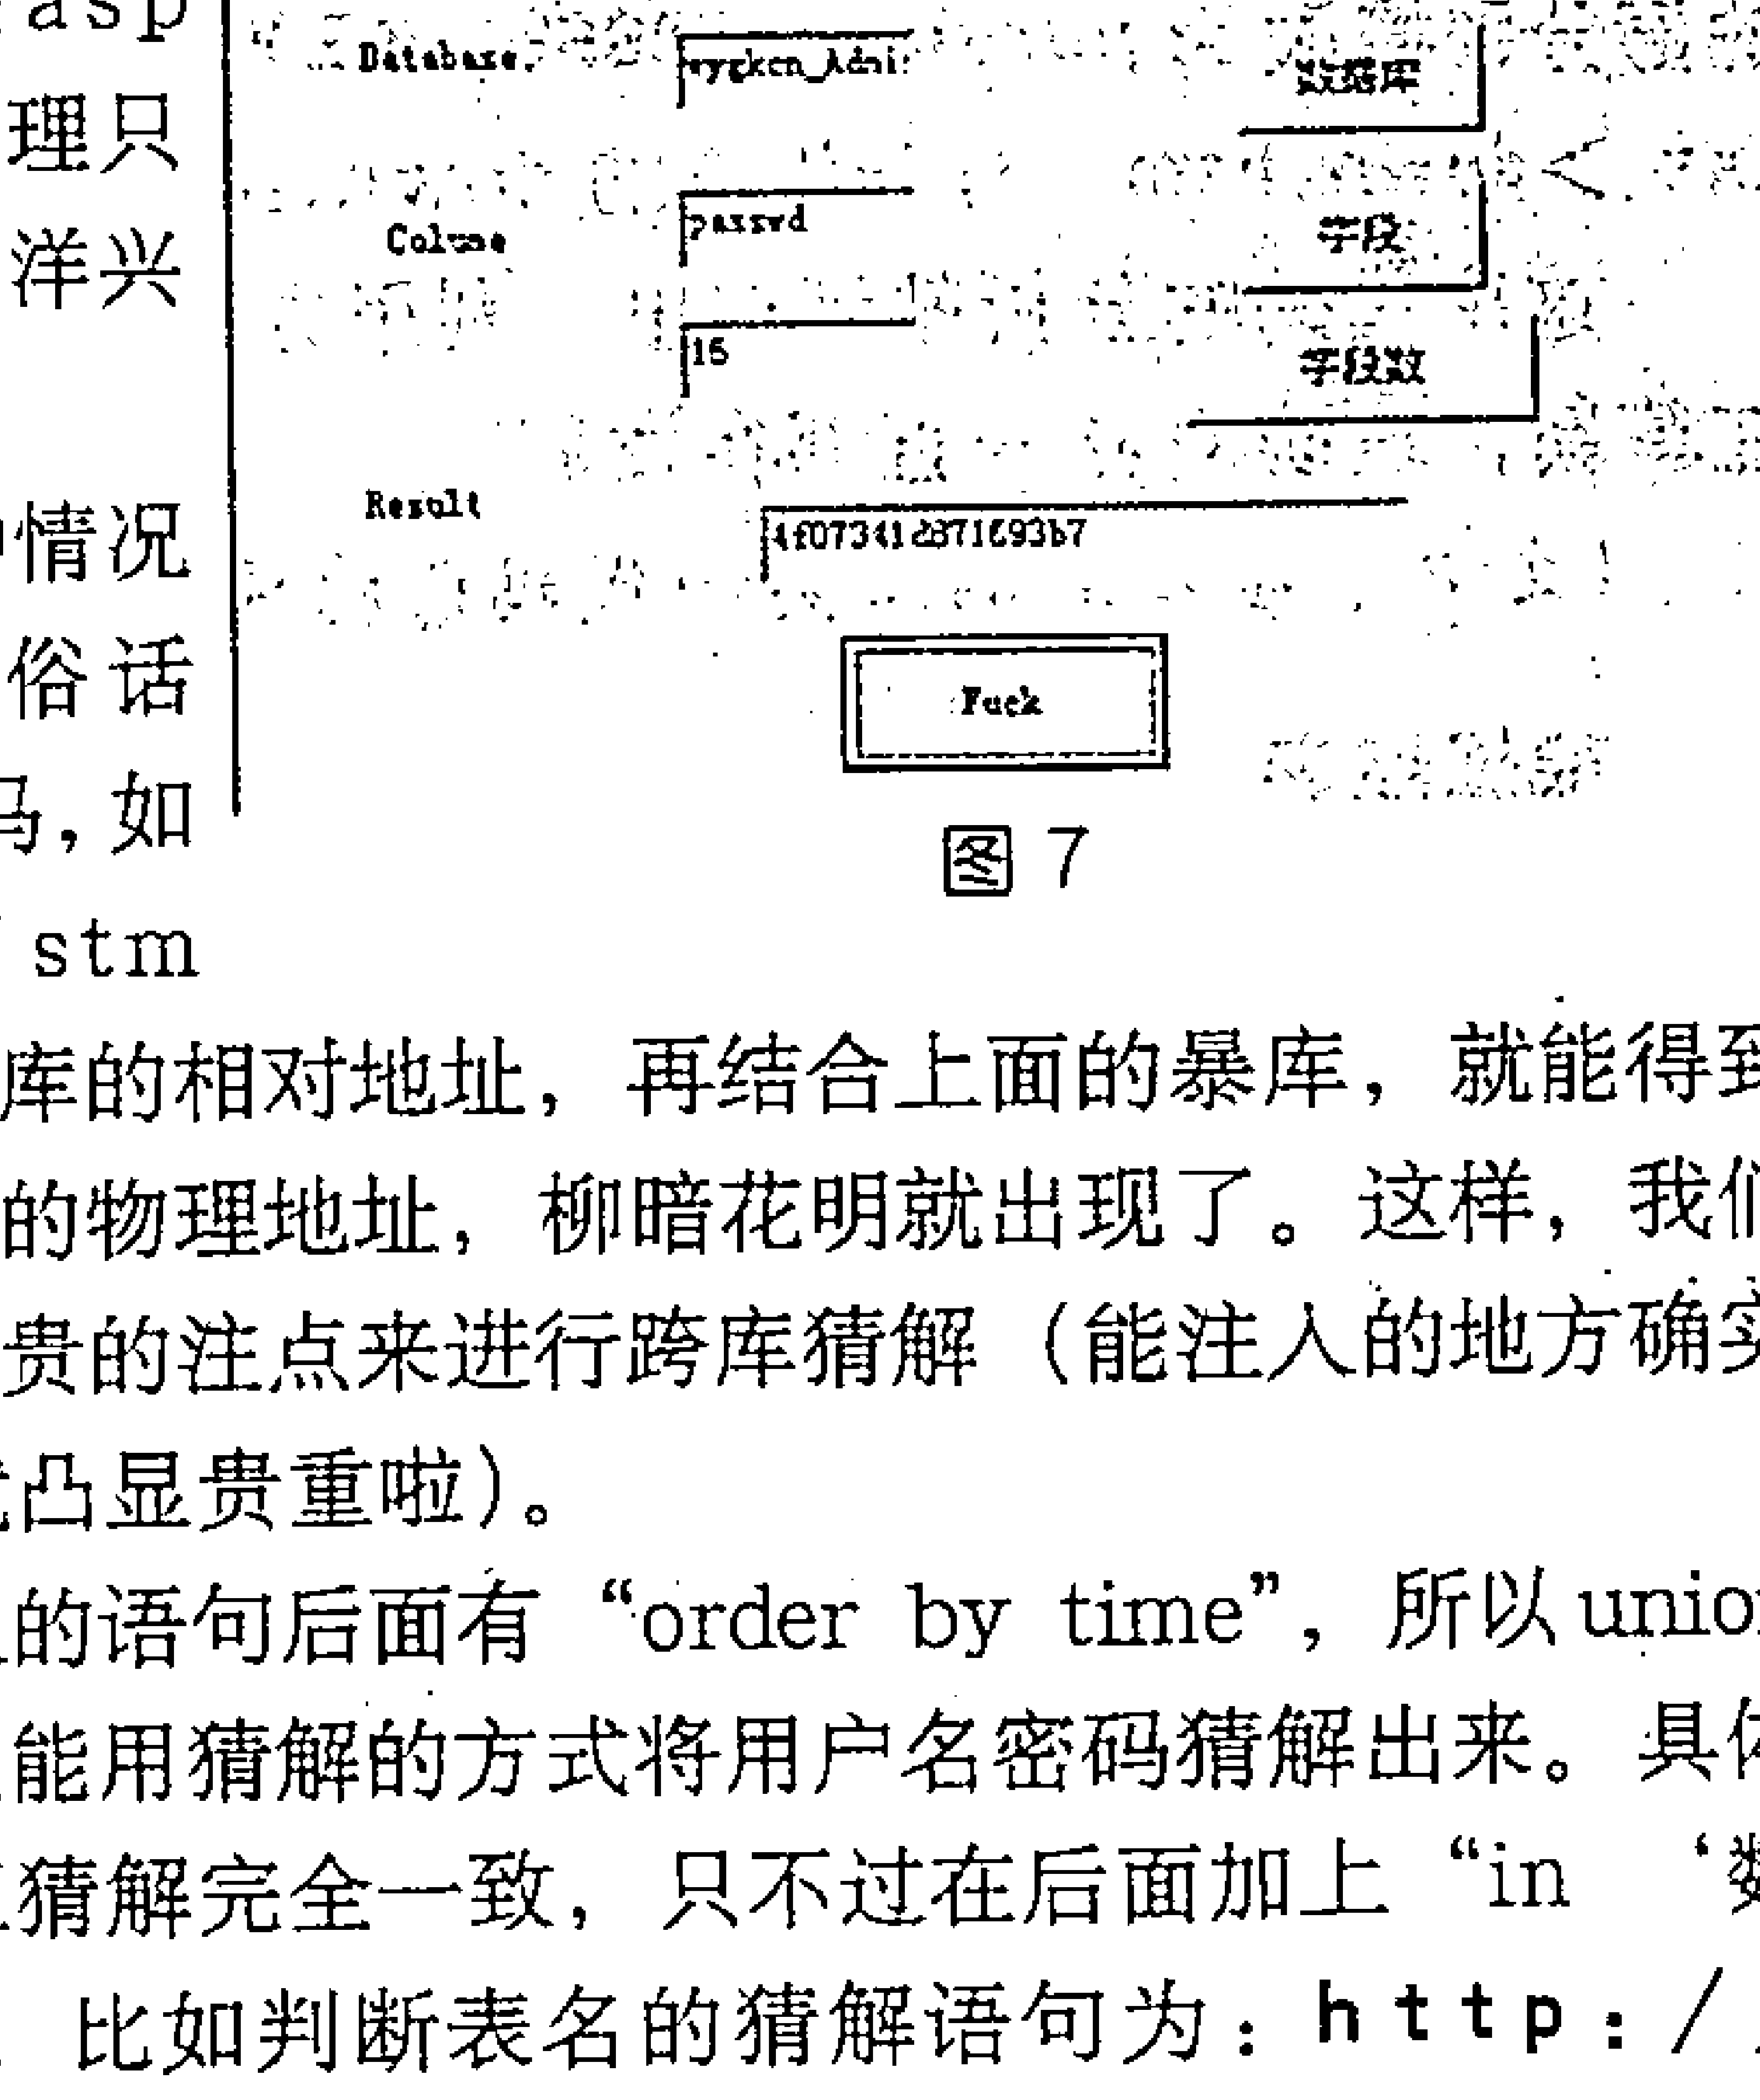 asp
理只
洋兴
情况
俗话
马,如
stm
Database
数据库
Column
passwd
字段
16
字段数
Result
4f07341d871693b7
Fuck
图 7
库的相对地址，再结合上面的暴库，就能得到
的物理地址，柳暗花明就出现了。这样，我们
贵的注点来进行跨库猜解（能注入的地方确实
凸显贵重啦）。
的语句后面有 “order by time”，所以union
能用猜解的方式将用户名密码猜解出来。具体
猜解完全一致，只不过在后面加上 “in ‘数
比如判断表名的猜解语句为：http:/